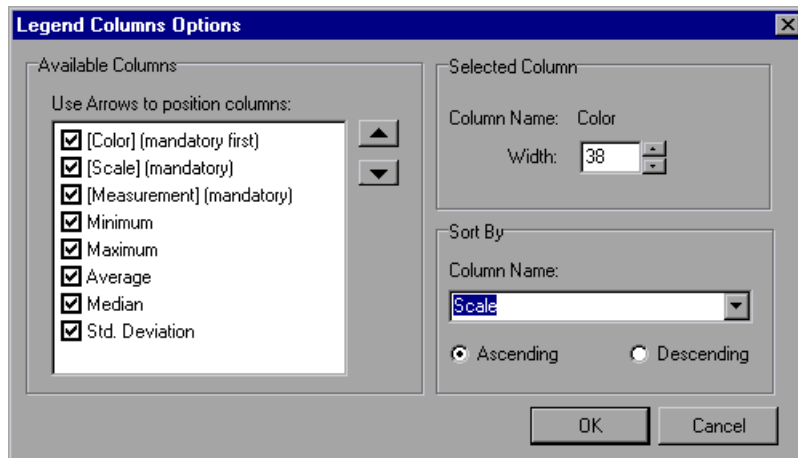 Legend Columns Options
Available Columns
Use Arrows to position columns:
[Color] (mandatory first)
[Scale] (mandatory)
[Measurement] (mandatory)
Minimum
Maximum
Average
Median
Std. Deviation
Selected Column
Column Name: Color
Width: 38
Sort By
Column Name:
Scale
Ascending Descending
OK Cancel